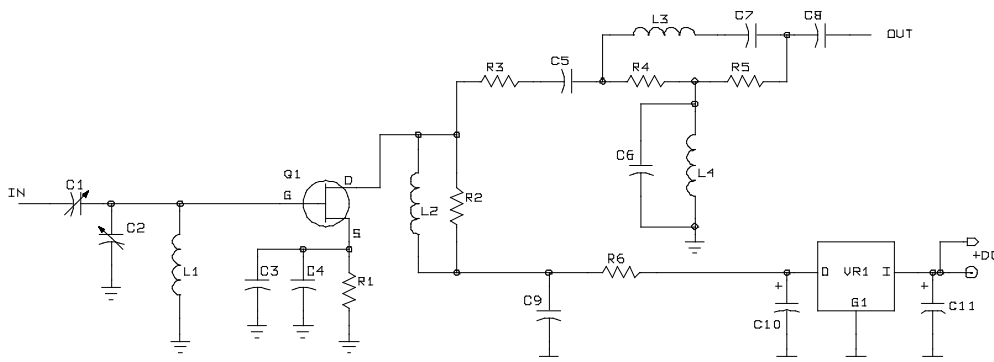 L3
C7
C8
OUT
R3
C5
R4
R5
C6
L4
Q1
D
IN
C1
G
C2
S
L2
R2
L1
C3
C4
R1
R6
C9
+
C10
O
VR1
I
G1
+DC
+
C11